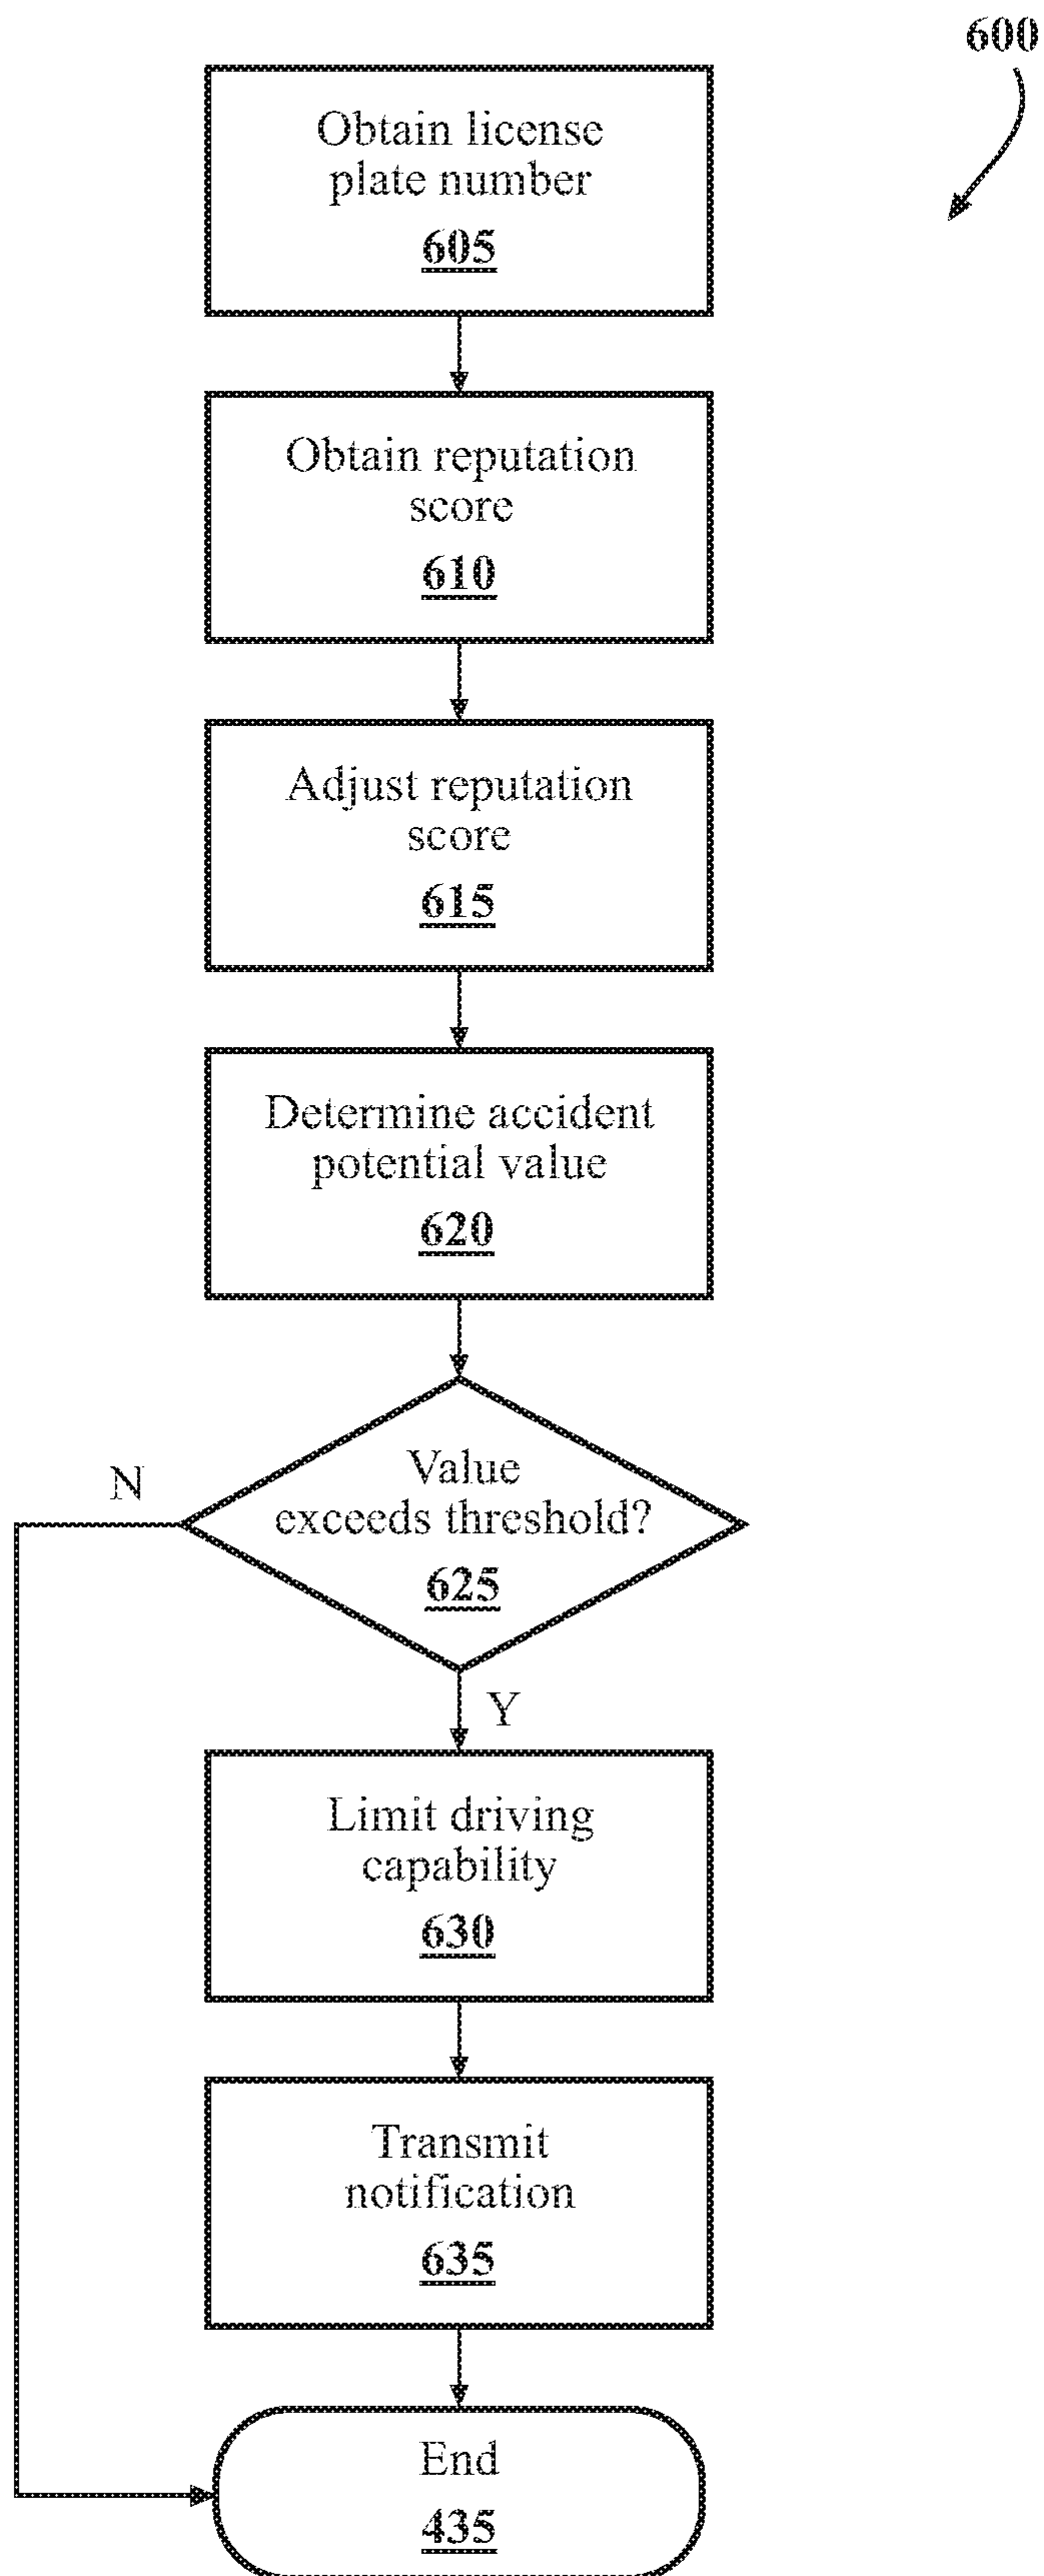 600
Obtain license
plate number
605
Obtain reputation
score
610
Adjust reputation
score
615
Determine accident
potential value
620
Value
exceeds threshold?
625
N
Y
Limit driving
capability
630
Transmit
notification
635
End
435